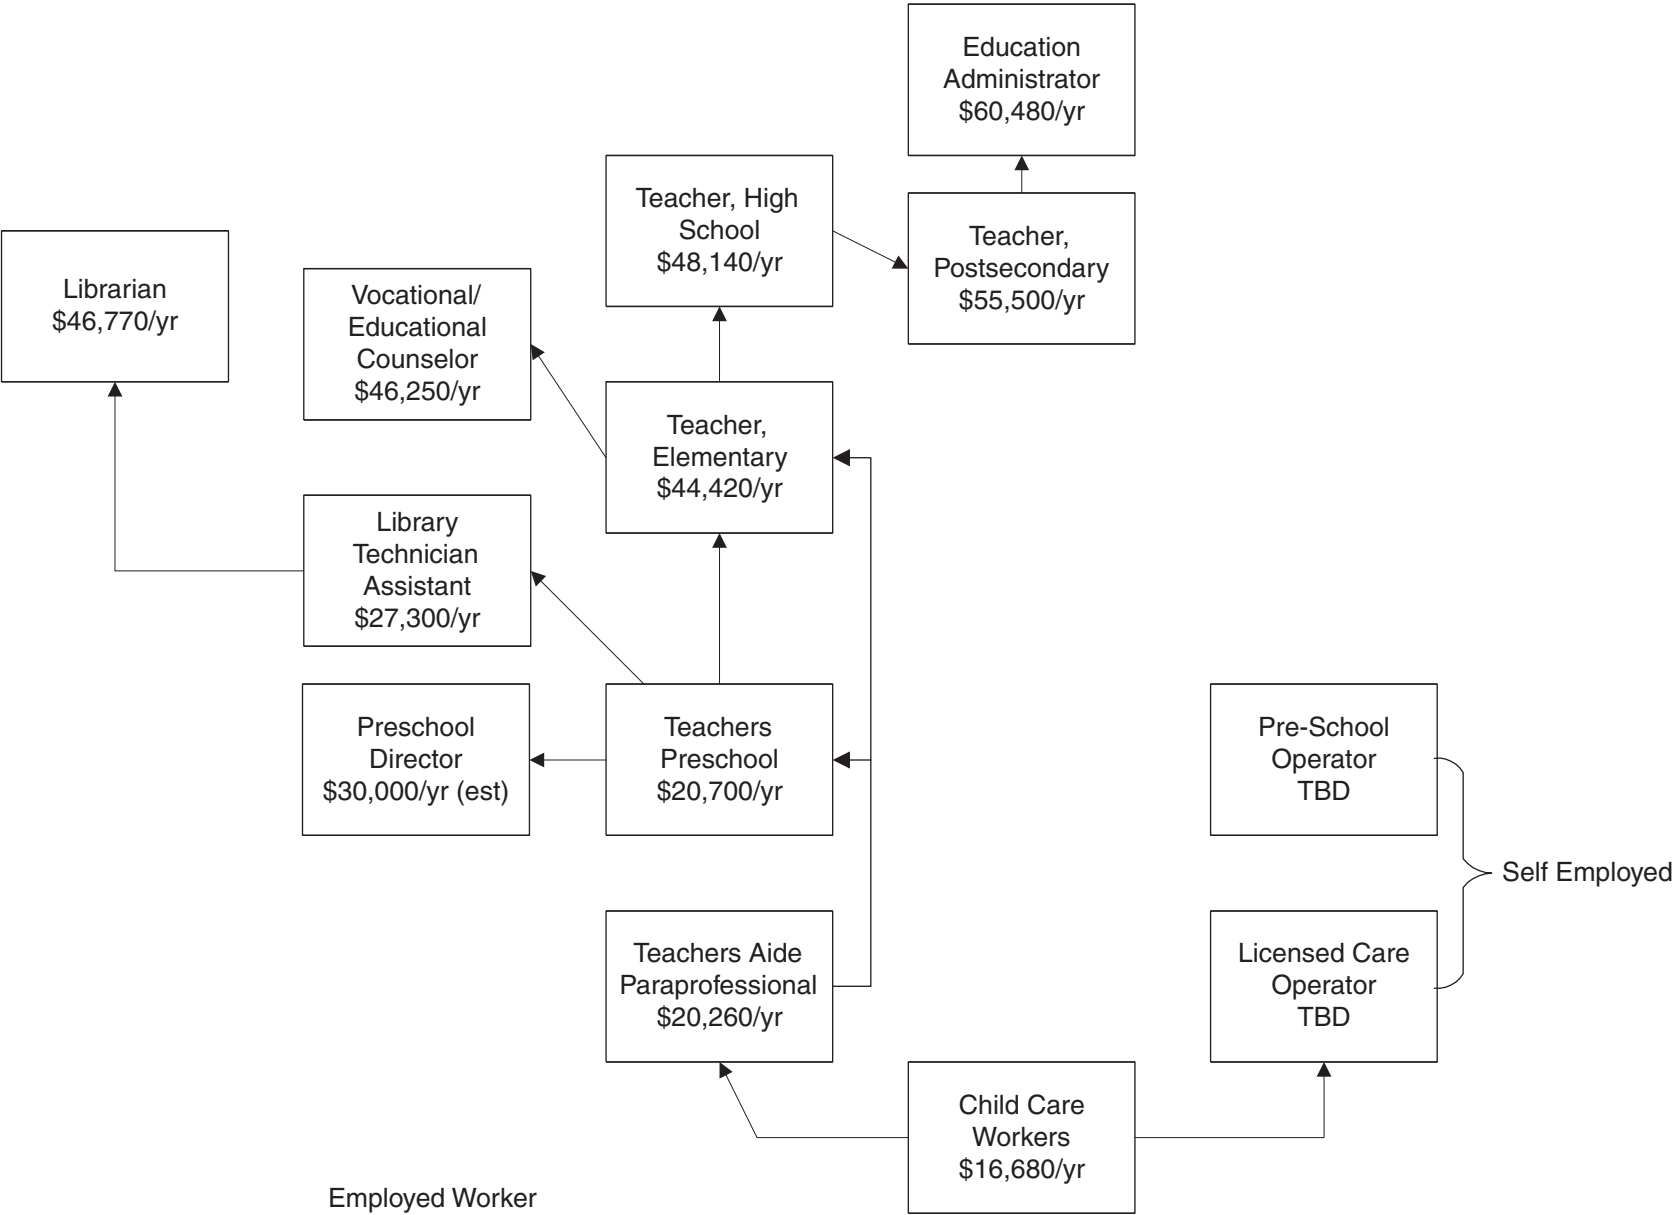 Education
Administrator
$60,480/yr
Teacher, High
School
$48,140/yr
Teacher,
Postsecondary
$55,500/yr
Librarian
$46,770/yr
Vocational/
Educational
Counselor
$46,250/yr
Teacher,
Elementary
$44,420/yr
Library
Technician
Assistant
$27,300/yr
Preschool
Director
$30,000/yr (est)
Teachers
Preschool
$20,700/yr
Pre-School
Operator
TBD
Self Employed
Teachers Aide
Paraprofessional
$20,260/yr
Licensed Care
Operator
TBD
Child Care
Workers
$16,680/yr
Employed Worker